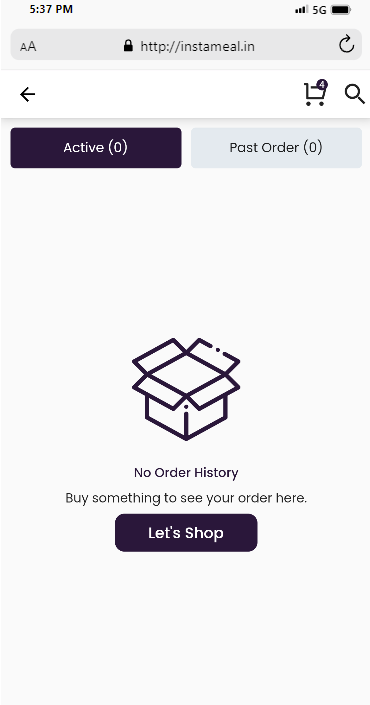 5:37 PM 5G
AA http://instameal.in
4
Active (0) Past Order (0)
No Order History
Buy something to see your order here.
Let's Shop